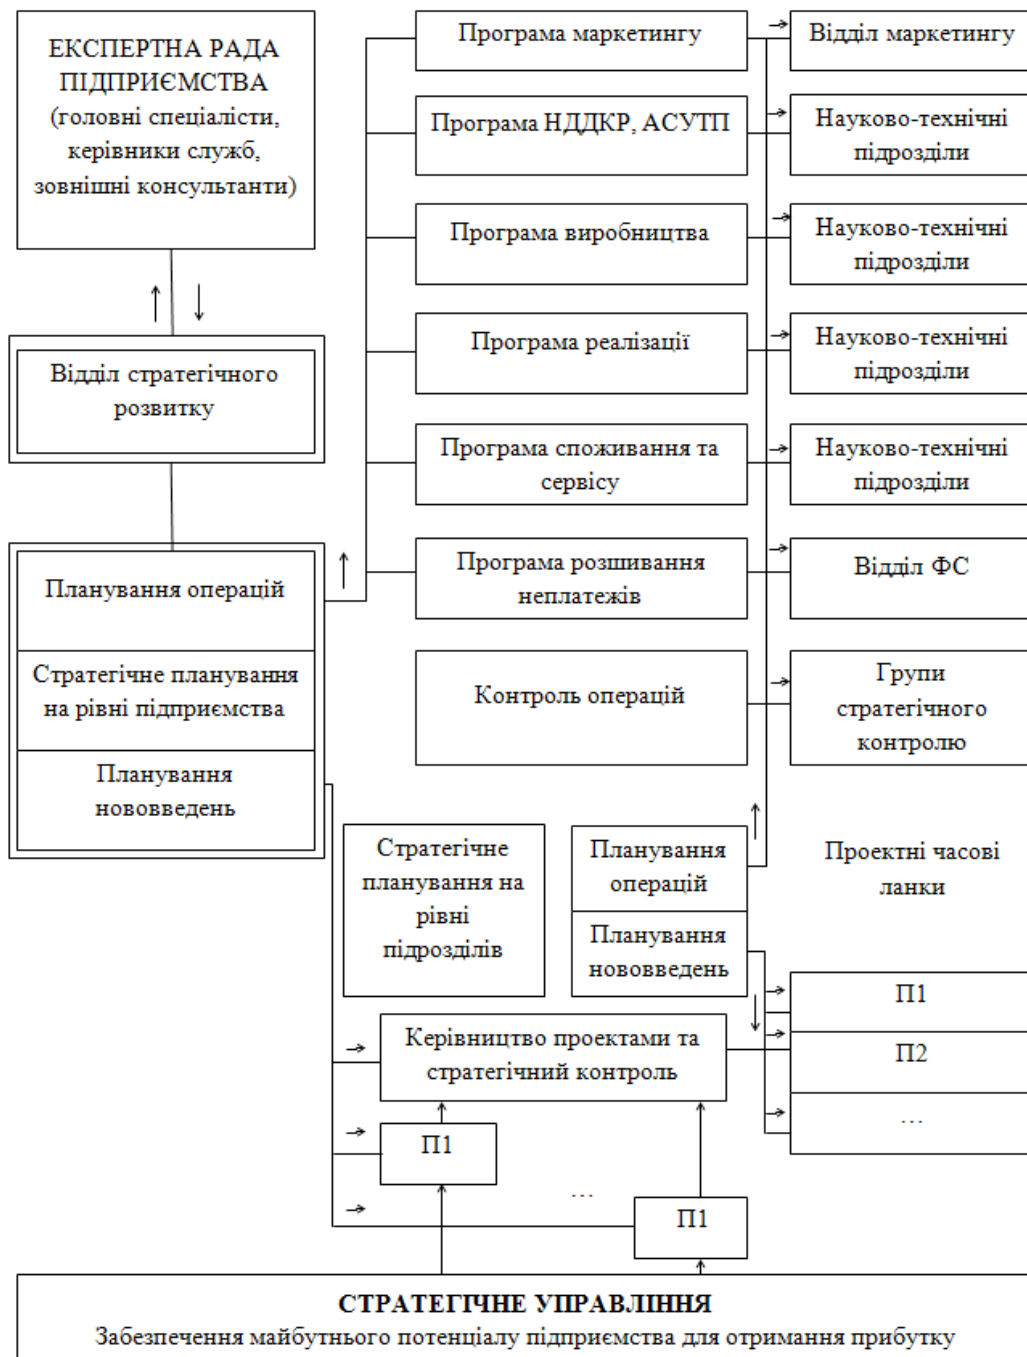 ЕКСПЕРТНА РАДА
ПІДПРИЄМСТВА
(головні спеціалісти,
керівники служб,
зовнішні консультанти)
Відділ стратегічного
розвитку
Планування операцій
Стратегічне планування
на рівні підприємства
Планування
нововведень
Програма маркетингу
Відділ маркетингу
Програма НДДКР, АСУТП
Науково-технічні
підрозділи
Програма виробництва
Науково-технічні
підрозділи
Програма реалізації
Науково-технічні
підрозділи
Програма споживання та
сервісу
Науково-технічні
підрозділи
Програма розшивання
неплатежів
Відділ ФС
Контроль операцій
Групи
стратегічного
контролю
Стратегічне
планування на
рівні
підрозділів
Планування
операцій
Планування
нововведень
Проектні часові
ланки
П1
П2
...
Керівництво проектами та
стратегічний контроль
П1
...
П1
СТРАТЕГІЧНЕ УПРАВЛІННЯ
Забезпечення майбутнього потенціалу підприємства для отримання прибутку